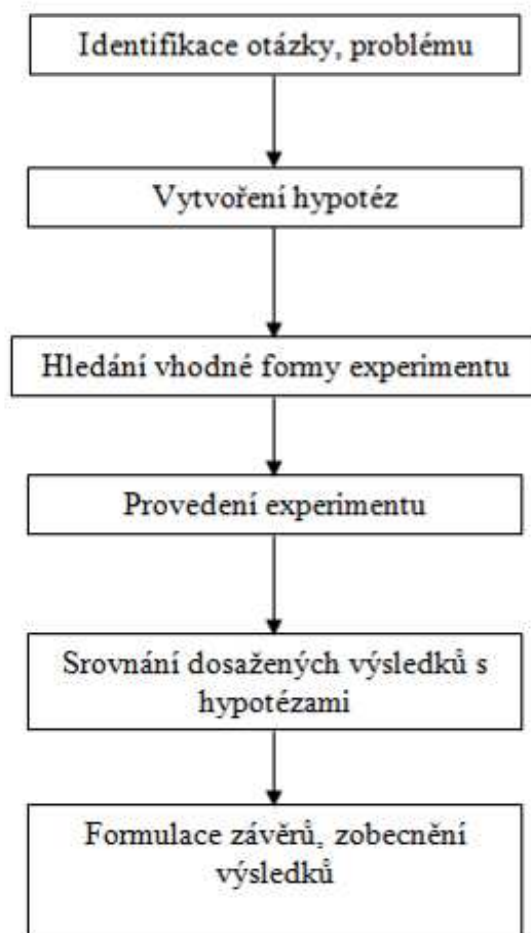 Identifikace otázky, problému
Vytvoření hypotéz
Hledání vhodné formy experimentu
Provedení experimentu
Srovnání dosažených výsledků s
hypotézami
Formulace závěrů, zobecnění
výsledků